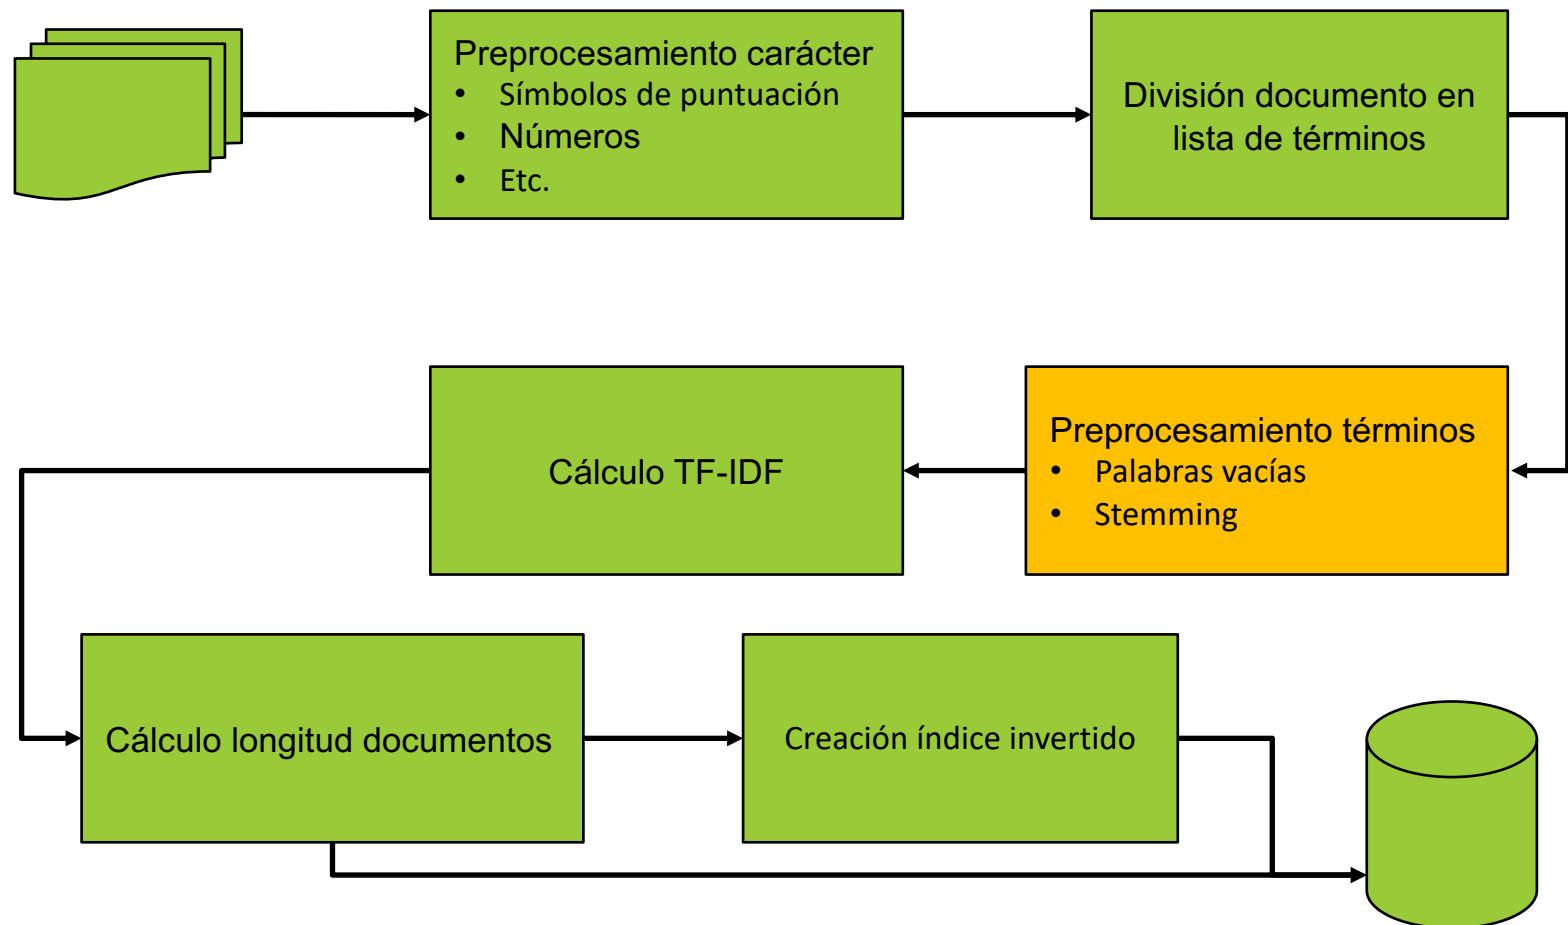 Preprocesamiento carácter
• Símbolos de puntuación
• Números
• Etc.
División documento en
lista de términos
Preprocesamiento términos
• Palabras vacías
• Stemming
Cálculo TF-IDF
Cálculo longitud documentos
Creación índice invertido